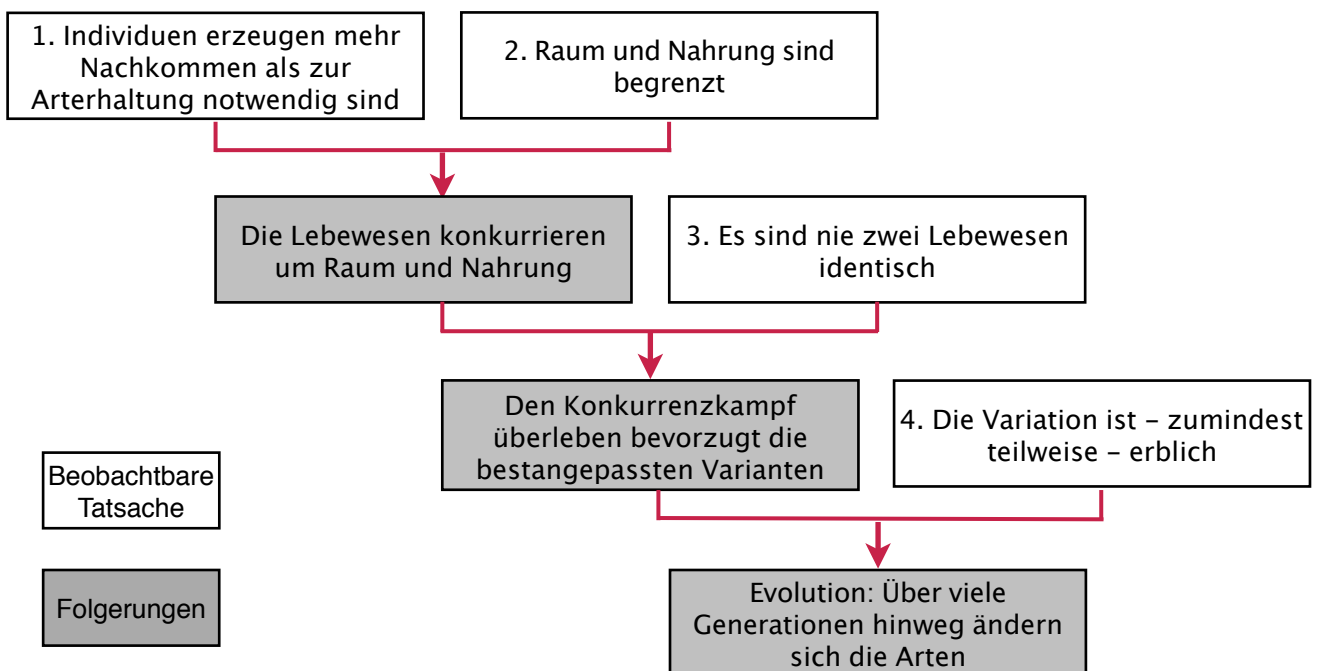 1. Individuen erzeugen mehr
Nachkommen als zur
Arterhaltung notwendig sind
2. Raum und Nahrung sind
begrenzt
Die Lebewesen konkurrieren
um Raum und Nahrung
3. Es sind nie zwei Lebewesen
identisch
Den Konkurrenzkampf
überleben bevorzugt die
bestangepassten Varianten
4. Die Variation ist – zumindest
teilweise – erblich
Beobachtbare
Tatsache
Folgerungen
Evolution: Über viele
Generationen hinweg ändern
sich die Arten